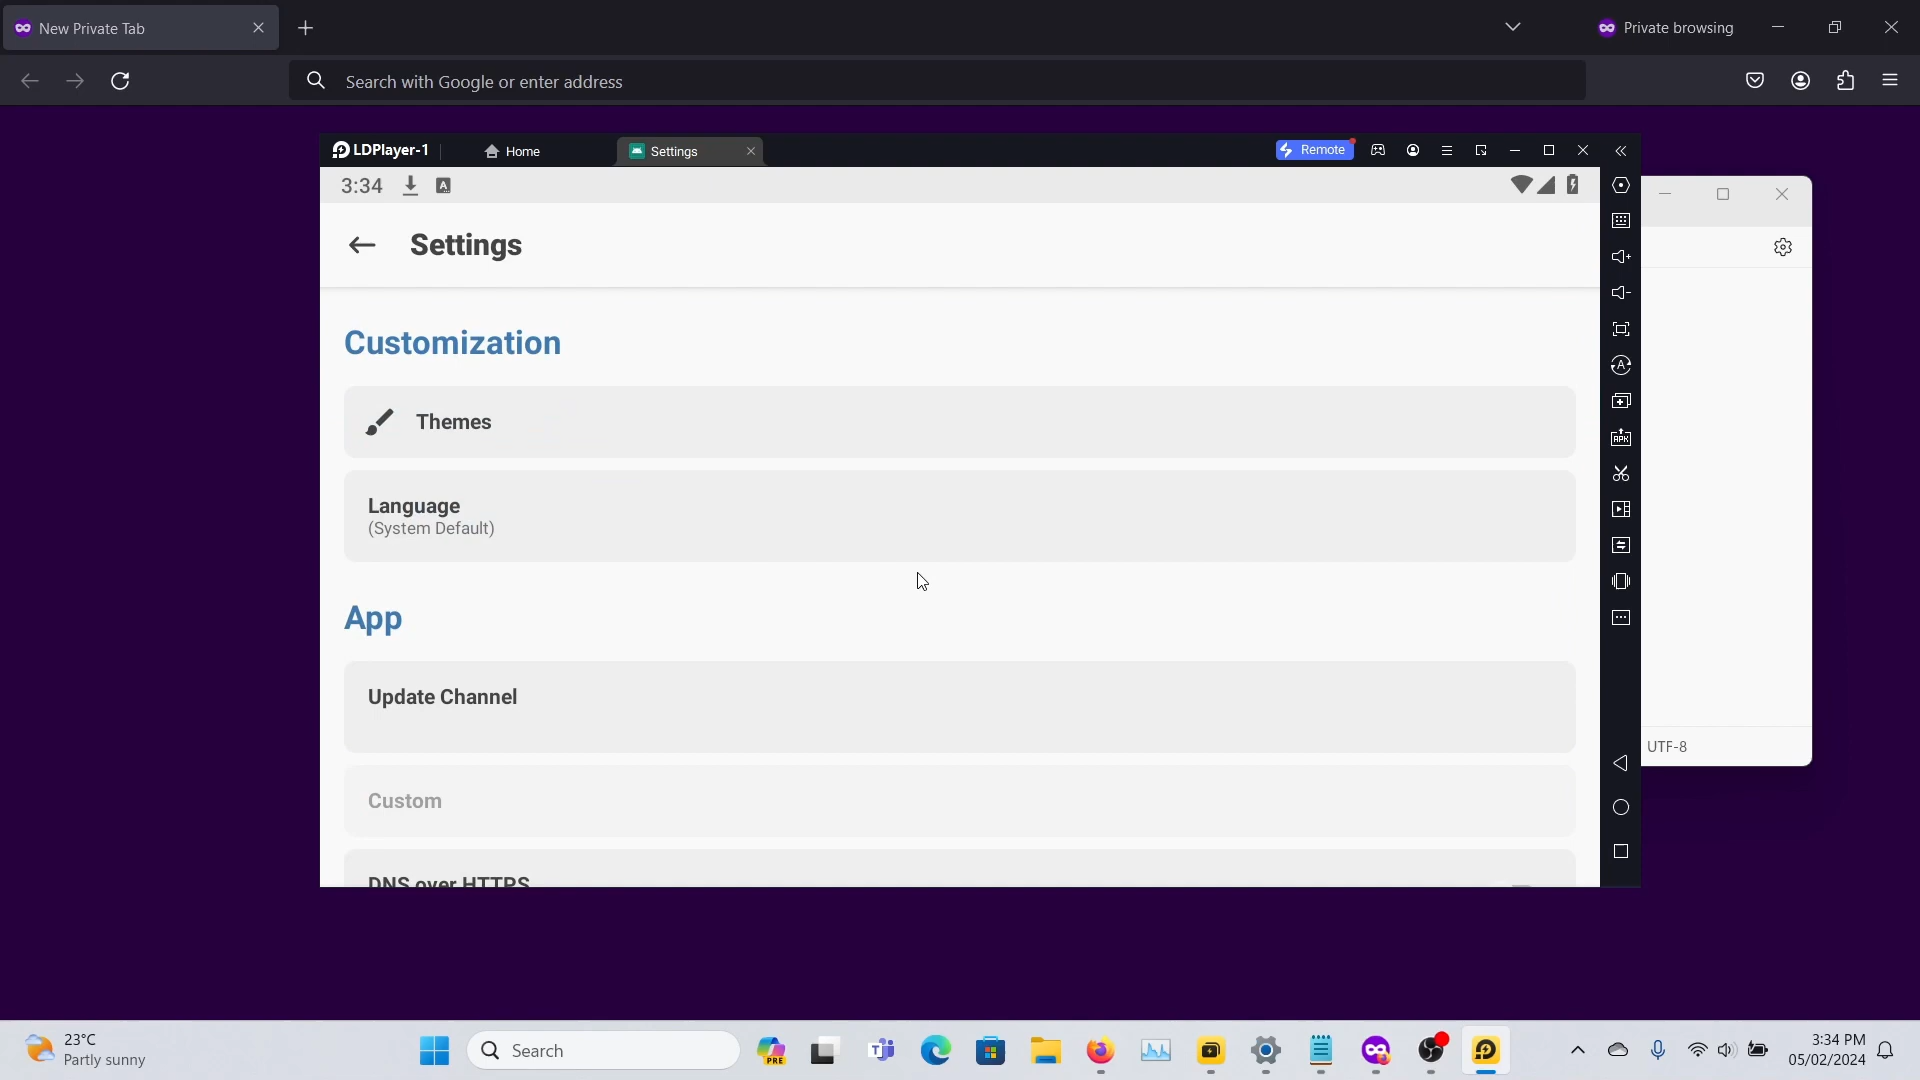 New Private Tab
Private browsing
Search with Google or enter address
LDPlayer-1
Home
Settings
Remote
3:34
A
Settings
Customization
Themes
Language
(System Default)
App
Update Channel
Custom
DNS over HTTPS
APK
UTF-8
23°C
Partly sunny
Search
PRE
3:34 PM
05/02/2024